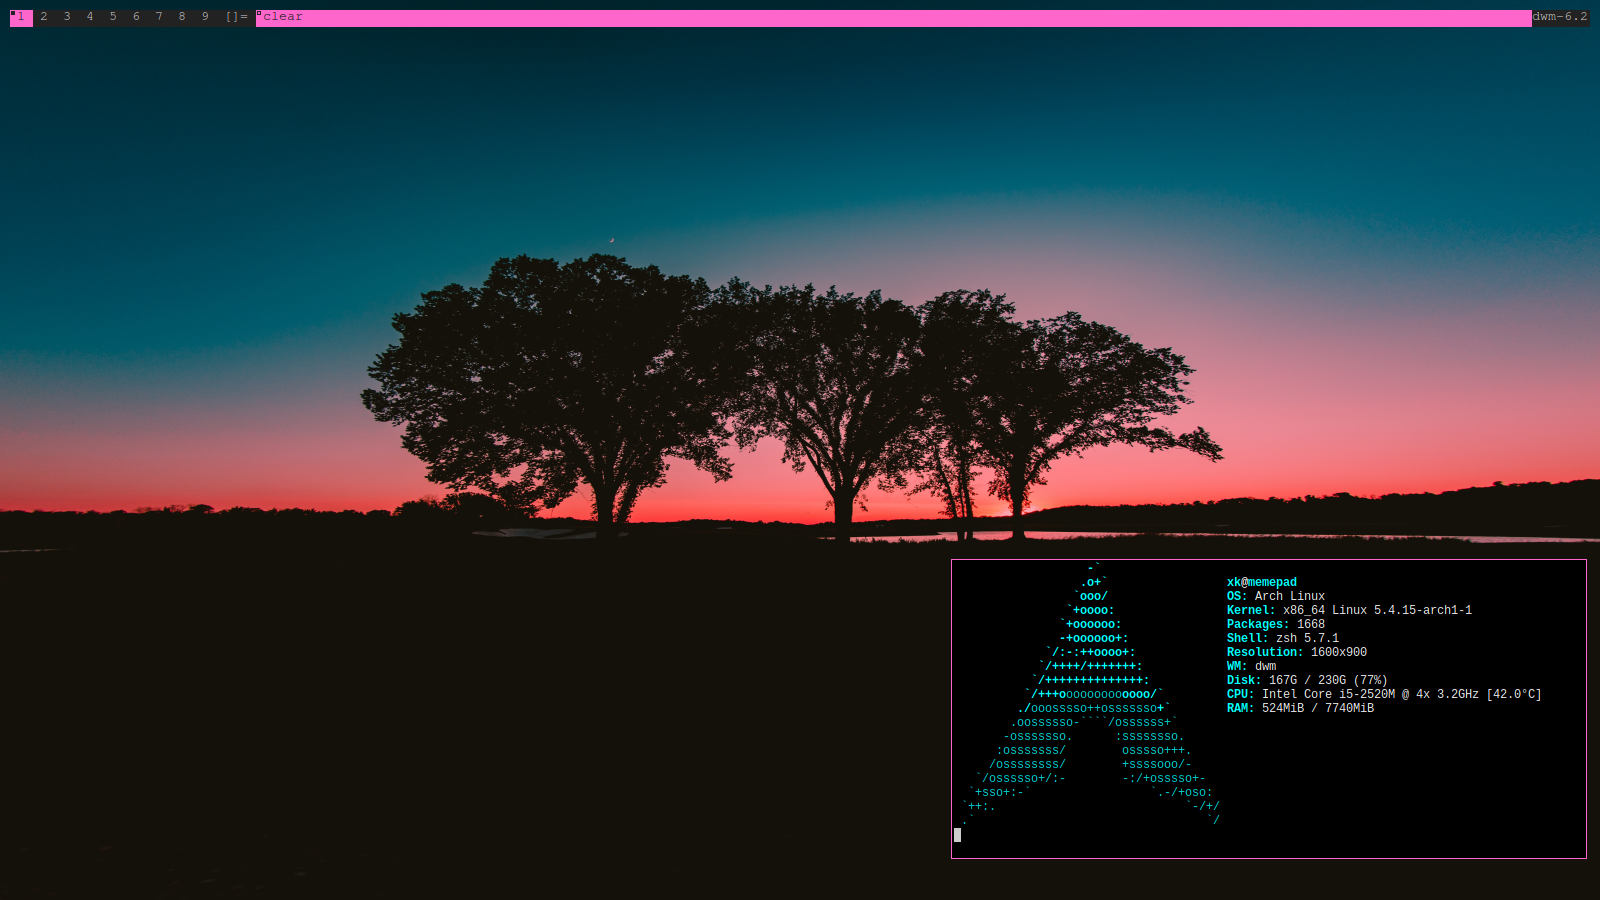 1 2 3 4 5 6 7 8 9 []= clear dwm-6.2
-`
.o+`
`ooo/
`+oooo:
`+oooooo:
-+oooooo+:
`/:-:++oooo+:
`/++++/+++++++:
`/++++++++++++++:
`/+++ooooooooooooo/`
./ooosssso++osssssso+`
.oossssso-````/ossssss+`
-osssssso. :ssssssso.
:osssssss/ osssso+++.
/ossssssss/ +ssssooo/-
`/ossssso+/:- -:/+osssso+-
`+sso+:-` `.-/+oso:
`++:. `-/+/
.` `/
xk@memepad
OS: Arch Linux
Kernel: x86_64 Linux 5.4.15-arch1-1
Packages: 1668
Shell: zsh 5.7.1
Resolution: 1600x900
WM: dwm
Disk: 167G / 230G (77%)
CPU: Intel Core i5-2520M @ 4x 3.2GHz [42.0°C]
RAM: 524MiB / 7740MiB